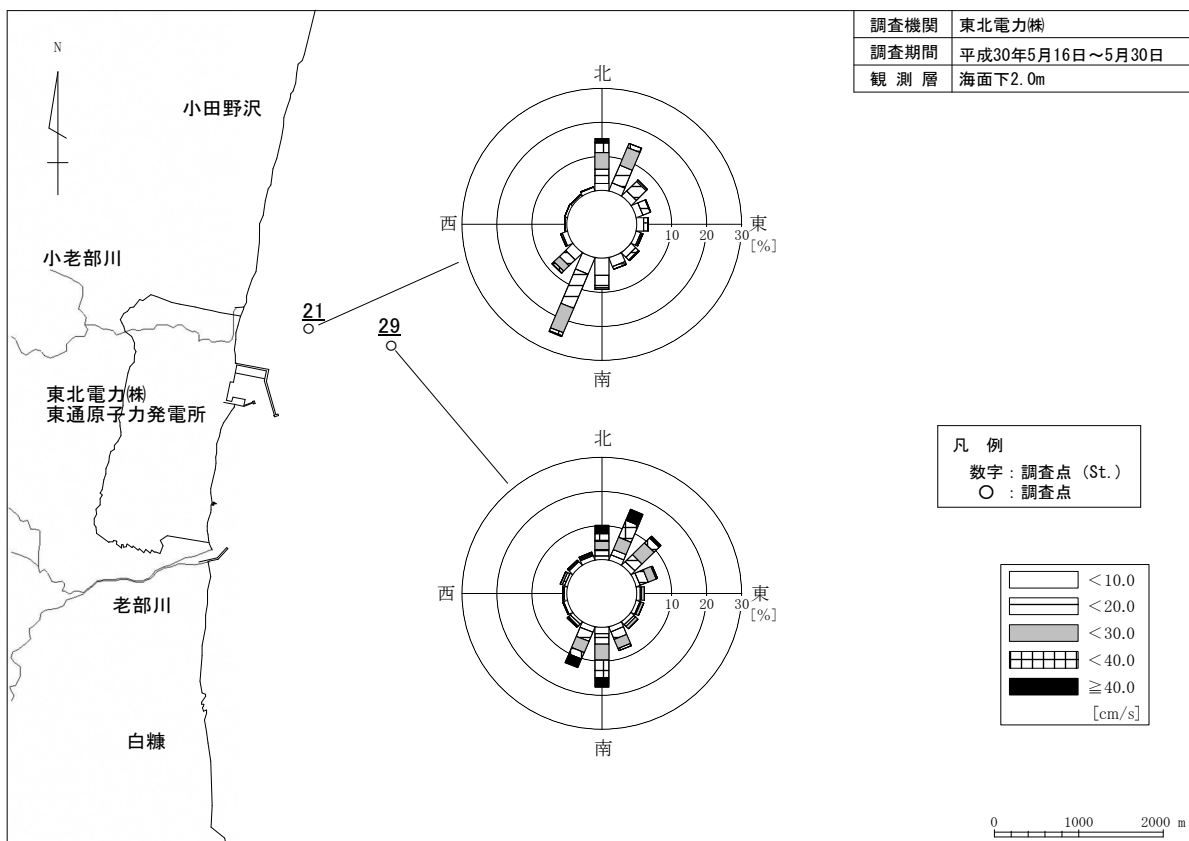 調査機関 東北電力㈱
調査期間 平成30年5月16日～5月30日
観測層 海面下2.0m
N
小田野沢
小老部川
東北電力㈱
東通原子力発電所
老部川
白糠
21
29
北
西
東
10 20 30
[%]
南
北
西
東
10 20 30
[%]
南
凡 例
数字：調査点 (St.)
○ ：調査点
＜10.0
＜20.0
＜30.0
＜40.0
≧40.0
[cm/s]
0 1000 2000 m